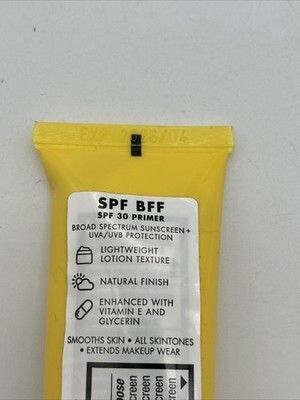 SPF BFF
SPF 30 PRIMER
BROAD SPECTRUM SUNSCREEN +
UVA/UVB PROTECTION
LIGHTWEIGHT
LOTION TEXTURE
NATURAL FINISH
ENHANCED WITH
VITAMIN E AND
GLYCERIN
SMOOTHS SKIN • ALL SKINTONES
• EXTENDS MAKEUP WEAR